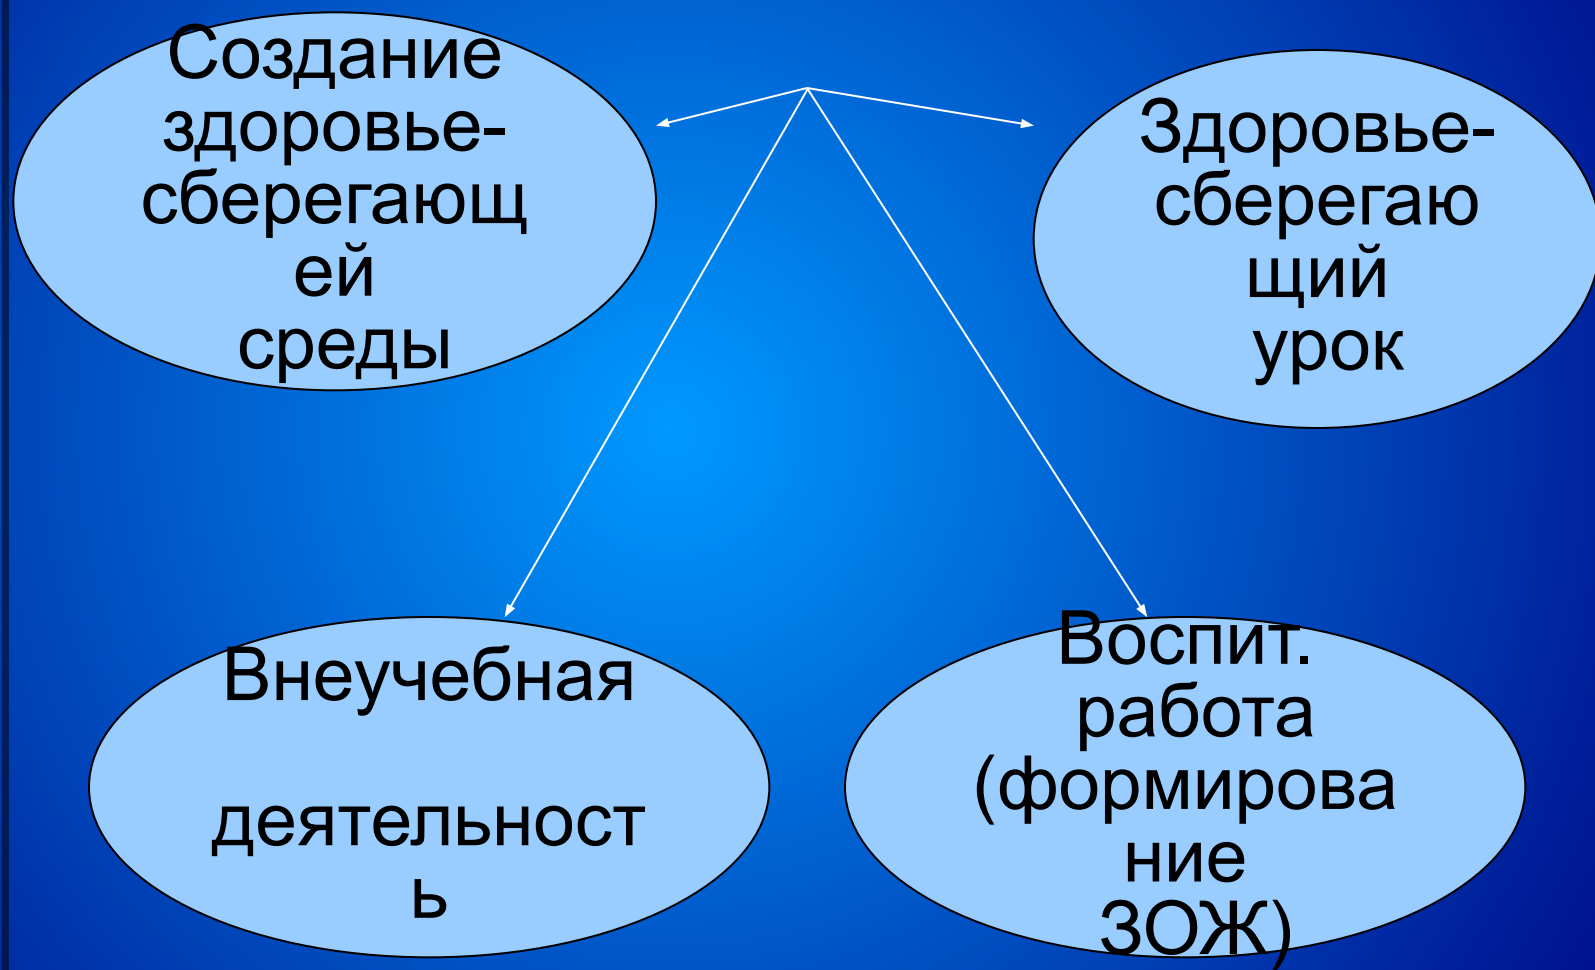 Создание
здоровье-
сберегающ
ей
среды
Здоровье-
сберегаю
щий
урок
Внеучебная
деятельност
ь
Воспит.
работа
(формирова
ние
ЗОЖ)